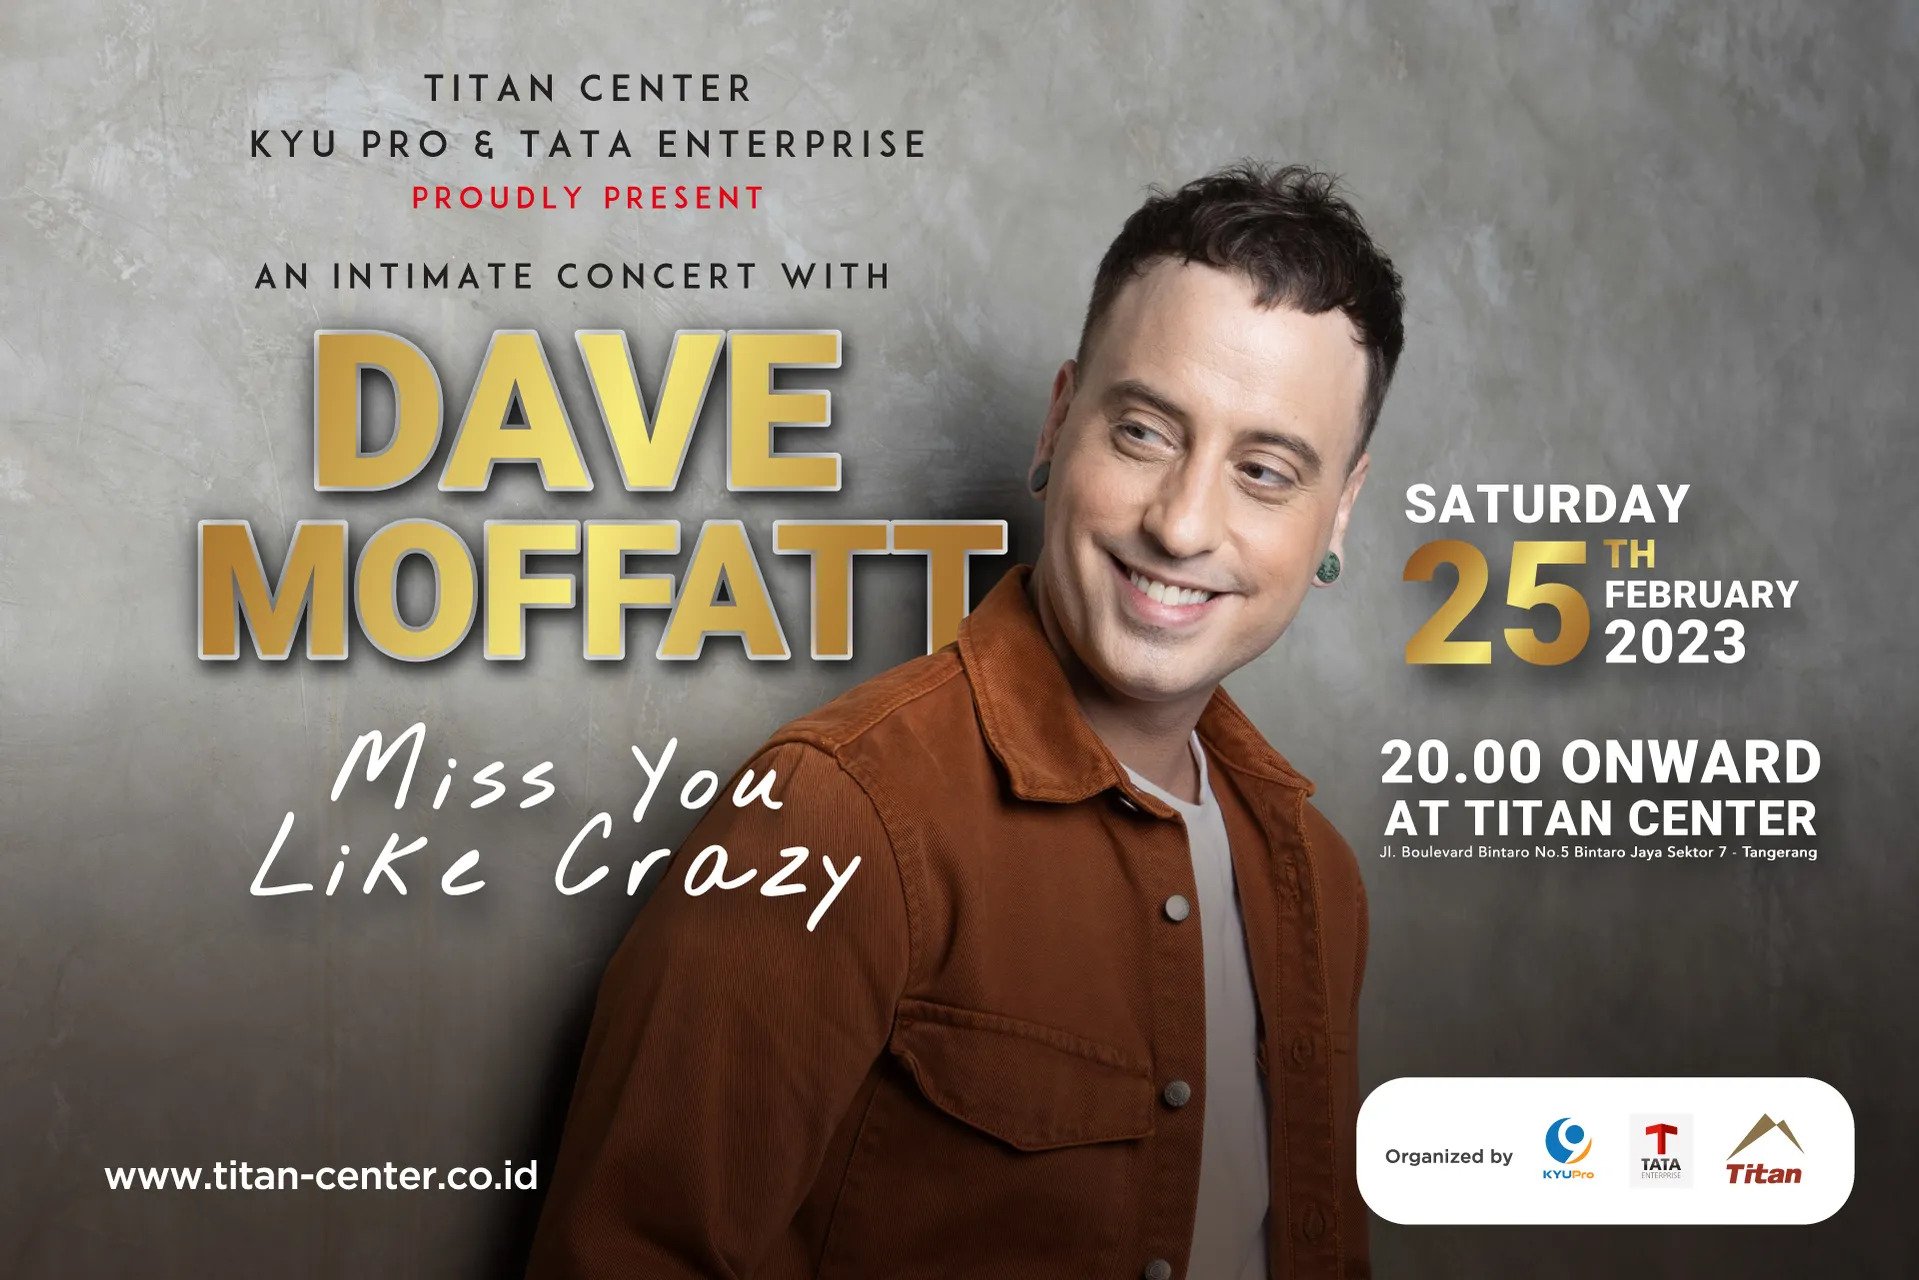 TITAN CENTER
KYU PRO & TATA ENTERPRISE
PROUDLY PRESENT
AN INTIMATE CONCERT WITH
DAVE
MOFFATT
Miss You
Like Crazy
SATURDAY
25TH
FEBRUARY
2023
20.00 ONWARD
AT TITAN CENTER
Jl. Boulevard Bintaro No.5 Bintaro Jaya Sektor 7 - Tangerang
www.titan-center.co.id
Organized by
KYUPro
TATA
ENTERPRISE
Titan